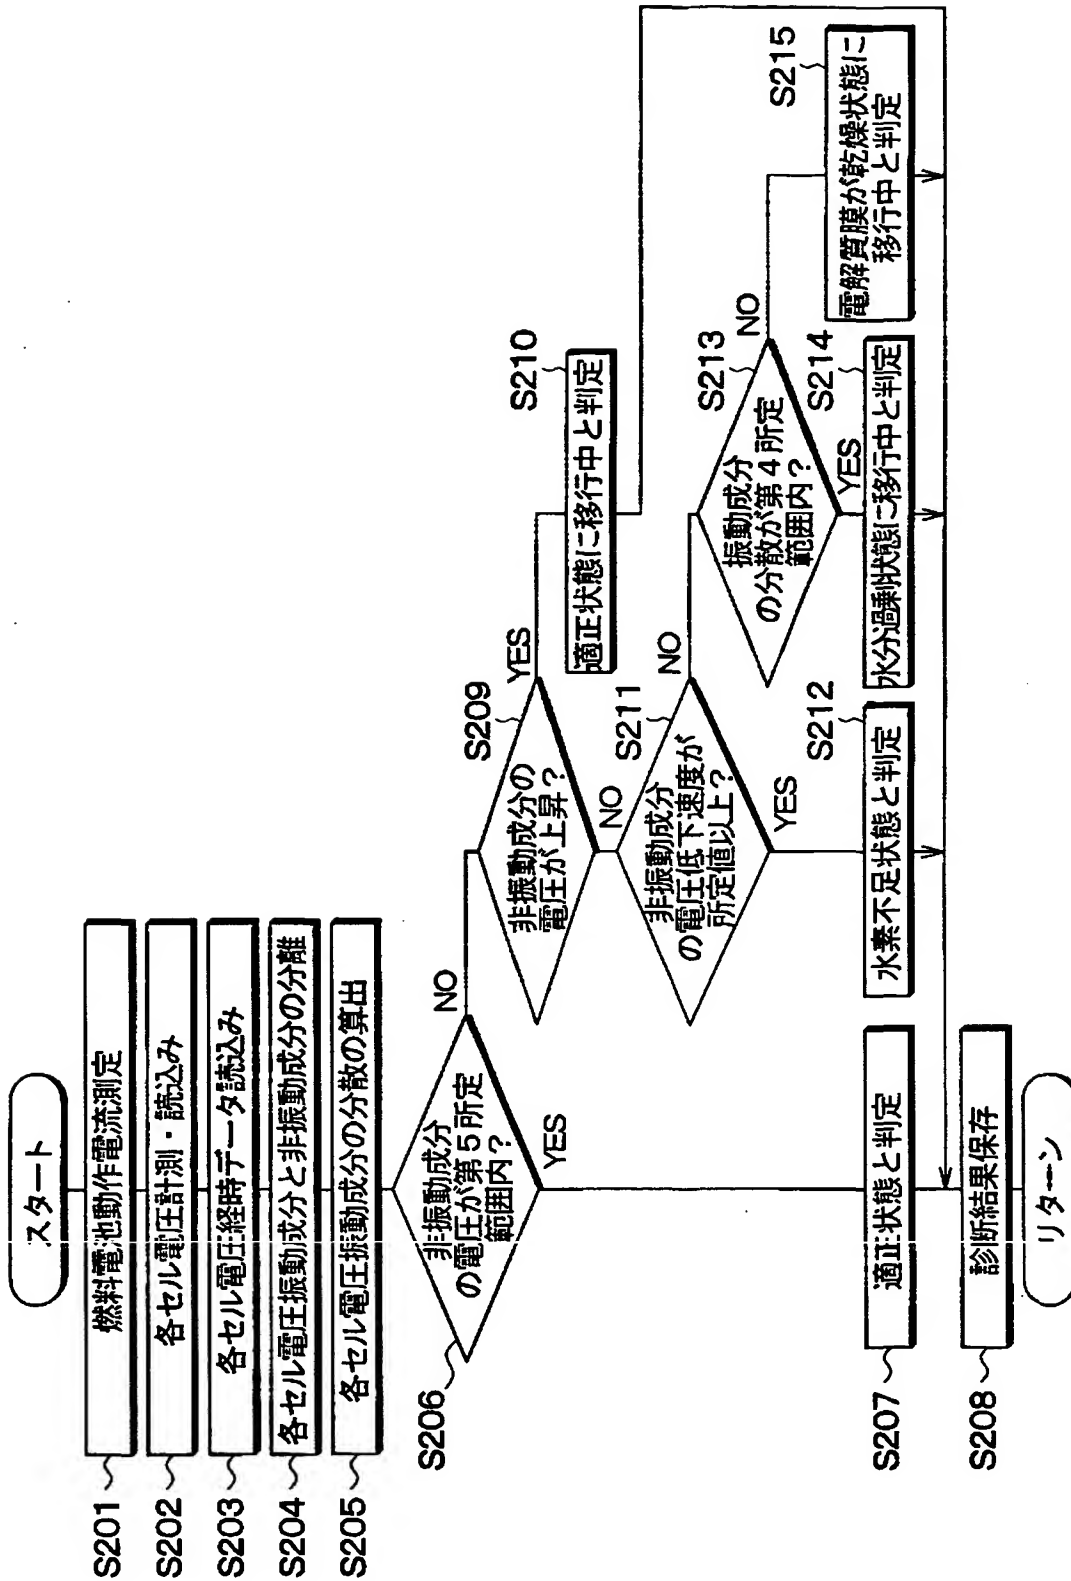 スタート
S201
燃料電池動作電流測定
S202
各セル電圧計測・読込み
S203
各セル電圧経時データ読込み
S204
各セル電圧振動成分と非振動成分の分離
S205
各セル電圧振動成分の分散の算出
S206
非振動成分
の電圧が第5所定
範囲内?
NO
YES
S207
適正状態と判定
S208
診断結果保存
リターン
S209
非振動成分の
電圧が上昇?
YES
NO
S210
適正状態に移行中と判定
S211
非振動成分
の電圧低下速度が
所定値以上?
NO
YES
S212
水素不足状態と判定
S213
振動成分
の分散が第4所定
範囲内?
NO
YES
S214
水分過剰状態に移行中と判定
S215
電解質膜が乾燥状態に
移行中と判定